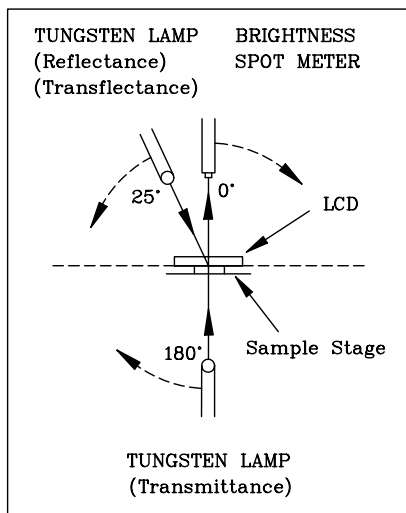 TUNGSTEN LAMP
(Reflectance)
(Transflectance)
BRIGHTNESS
SPOT METER
25°
0°
LCD
Sample Stage
180°
TUNGSTEN LAMP
(Transmittance)